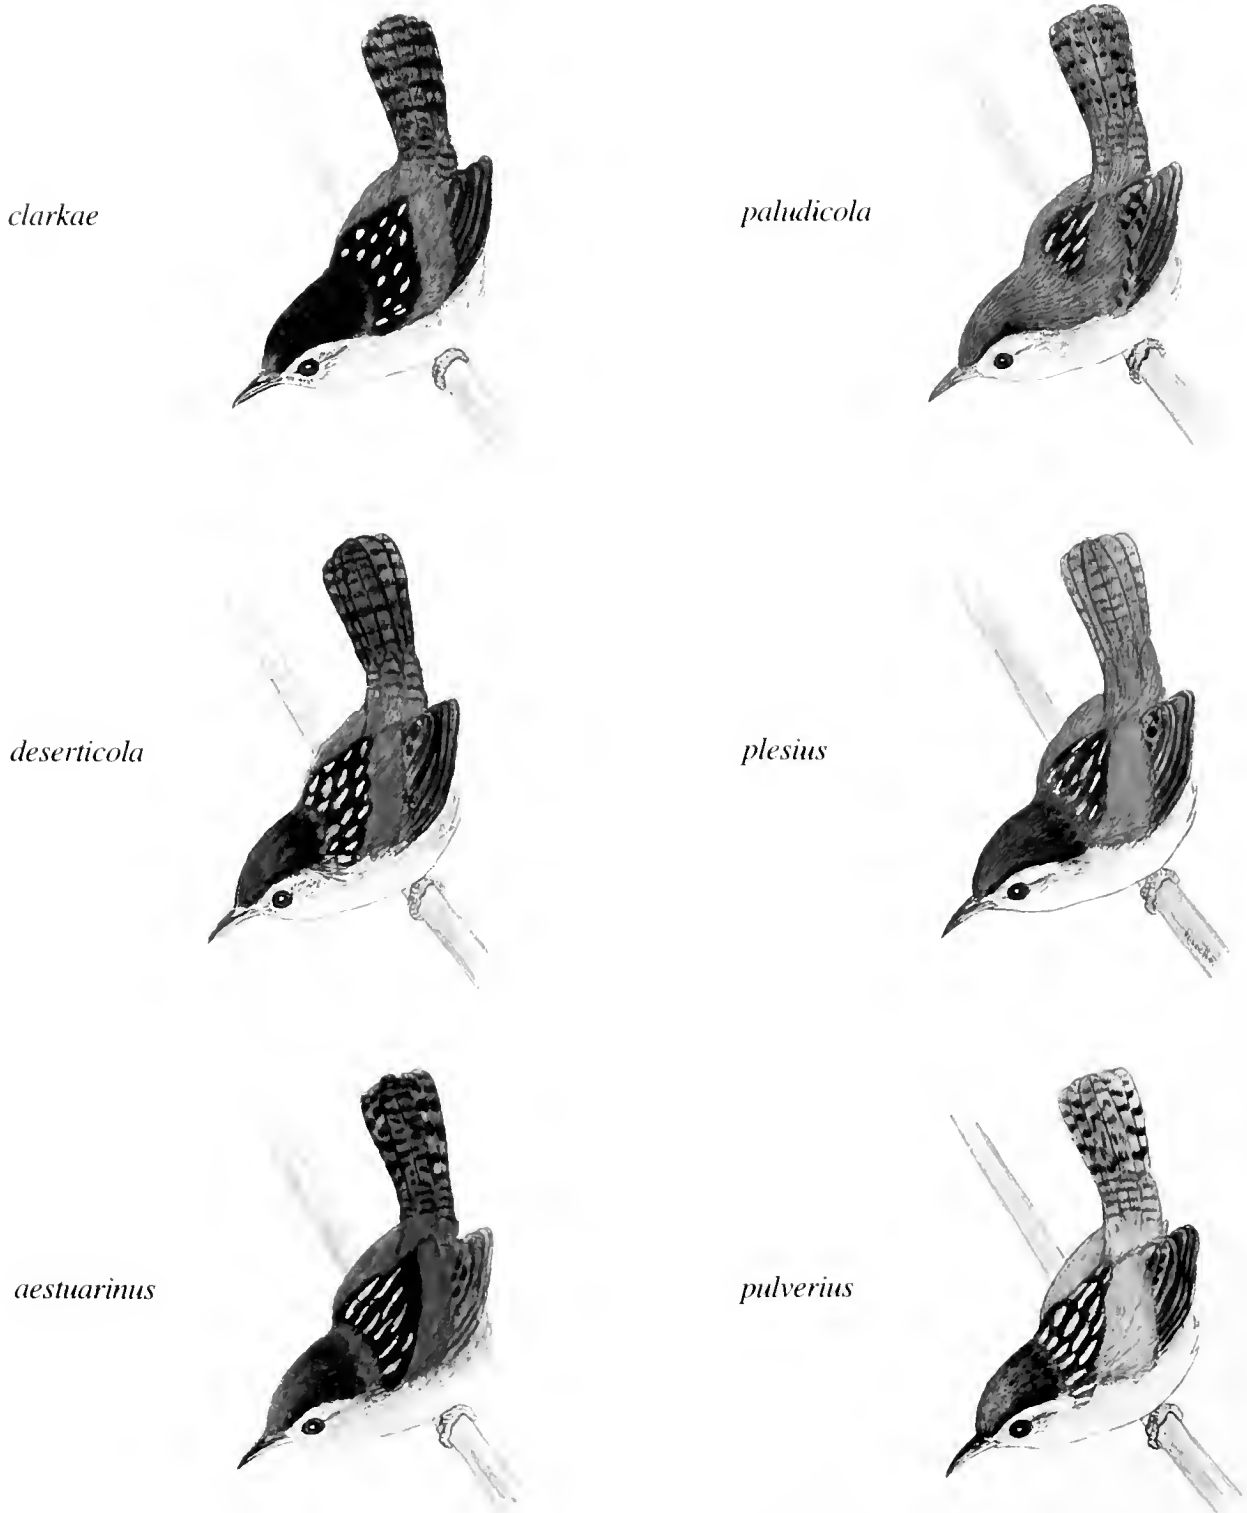 clarkae
paludicola
deserticola
plesius
aestuarinus
pulverius